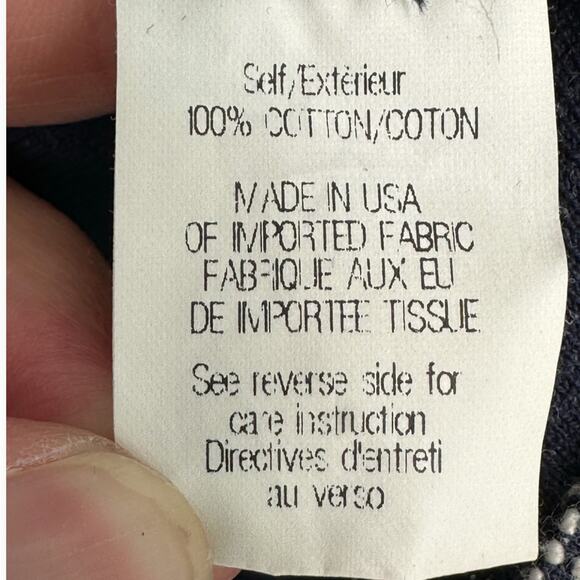 Self/Extérieur
100% COTTON/COTON
MADE IN USA
OF IMPORTED FABRIC
FABRIQUE AUX EU
DE IMPORTEE TISSUE
See reverse side for
care instruction
Directives d'entreti
au verso